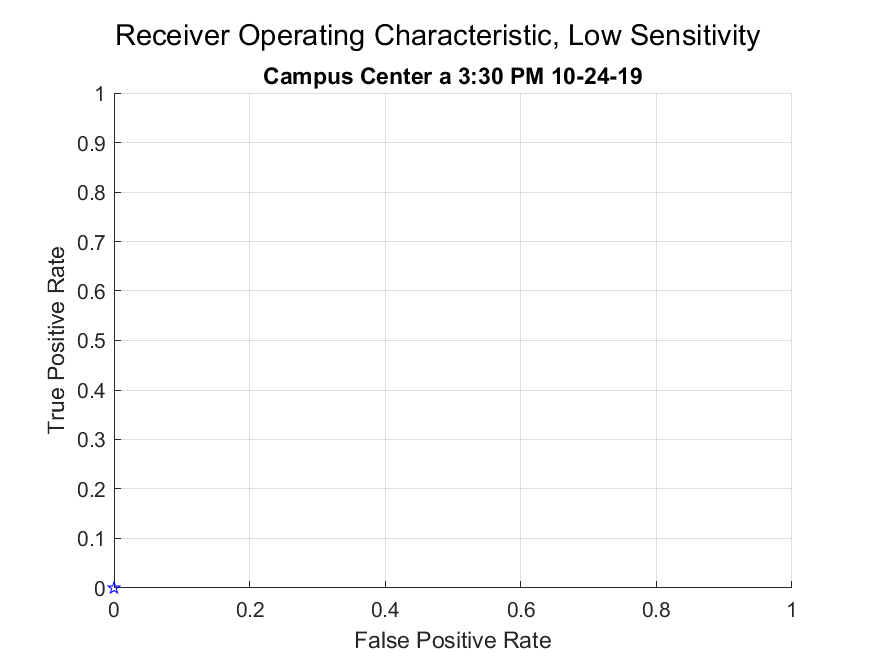 Receiver Operating Characteristic, Low Sensitivity
Campus Center a 3:30 PM 10-24-19
1
0.9
0.8
0.7
0.6
0.5
0.4
0.3
0.2
0.1
0
True Positive Rate
0 0.2 0.4 0.6 0.8 1
False Positive Rate